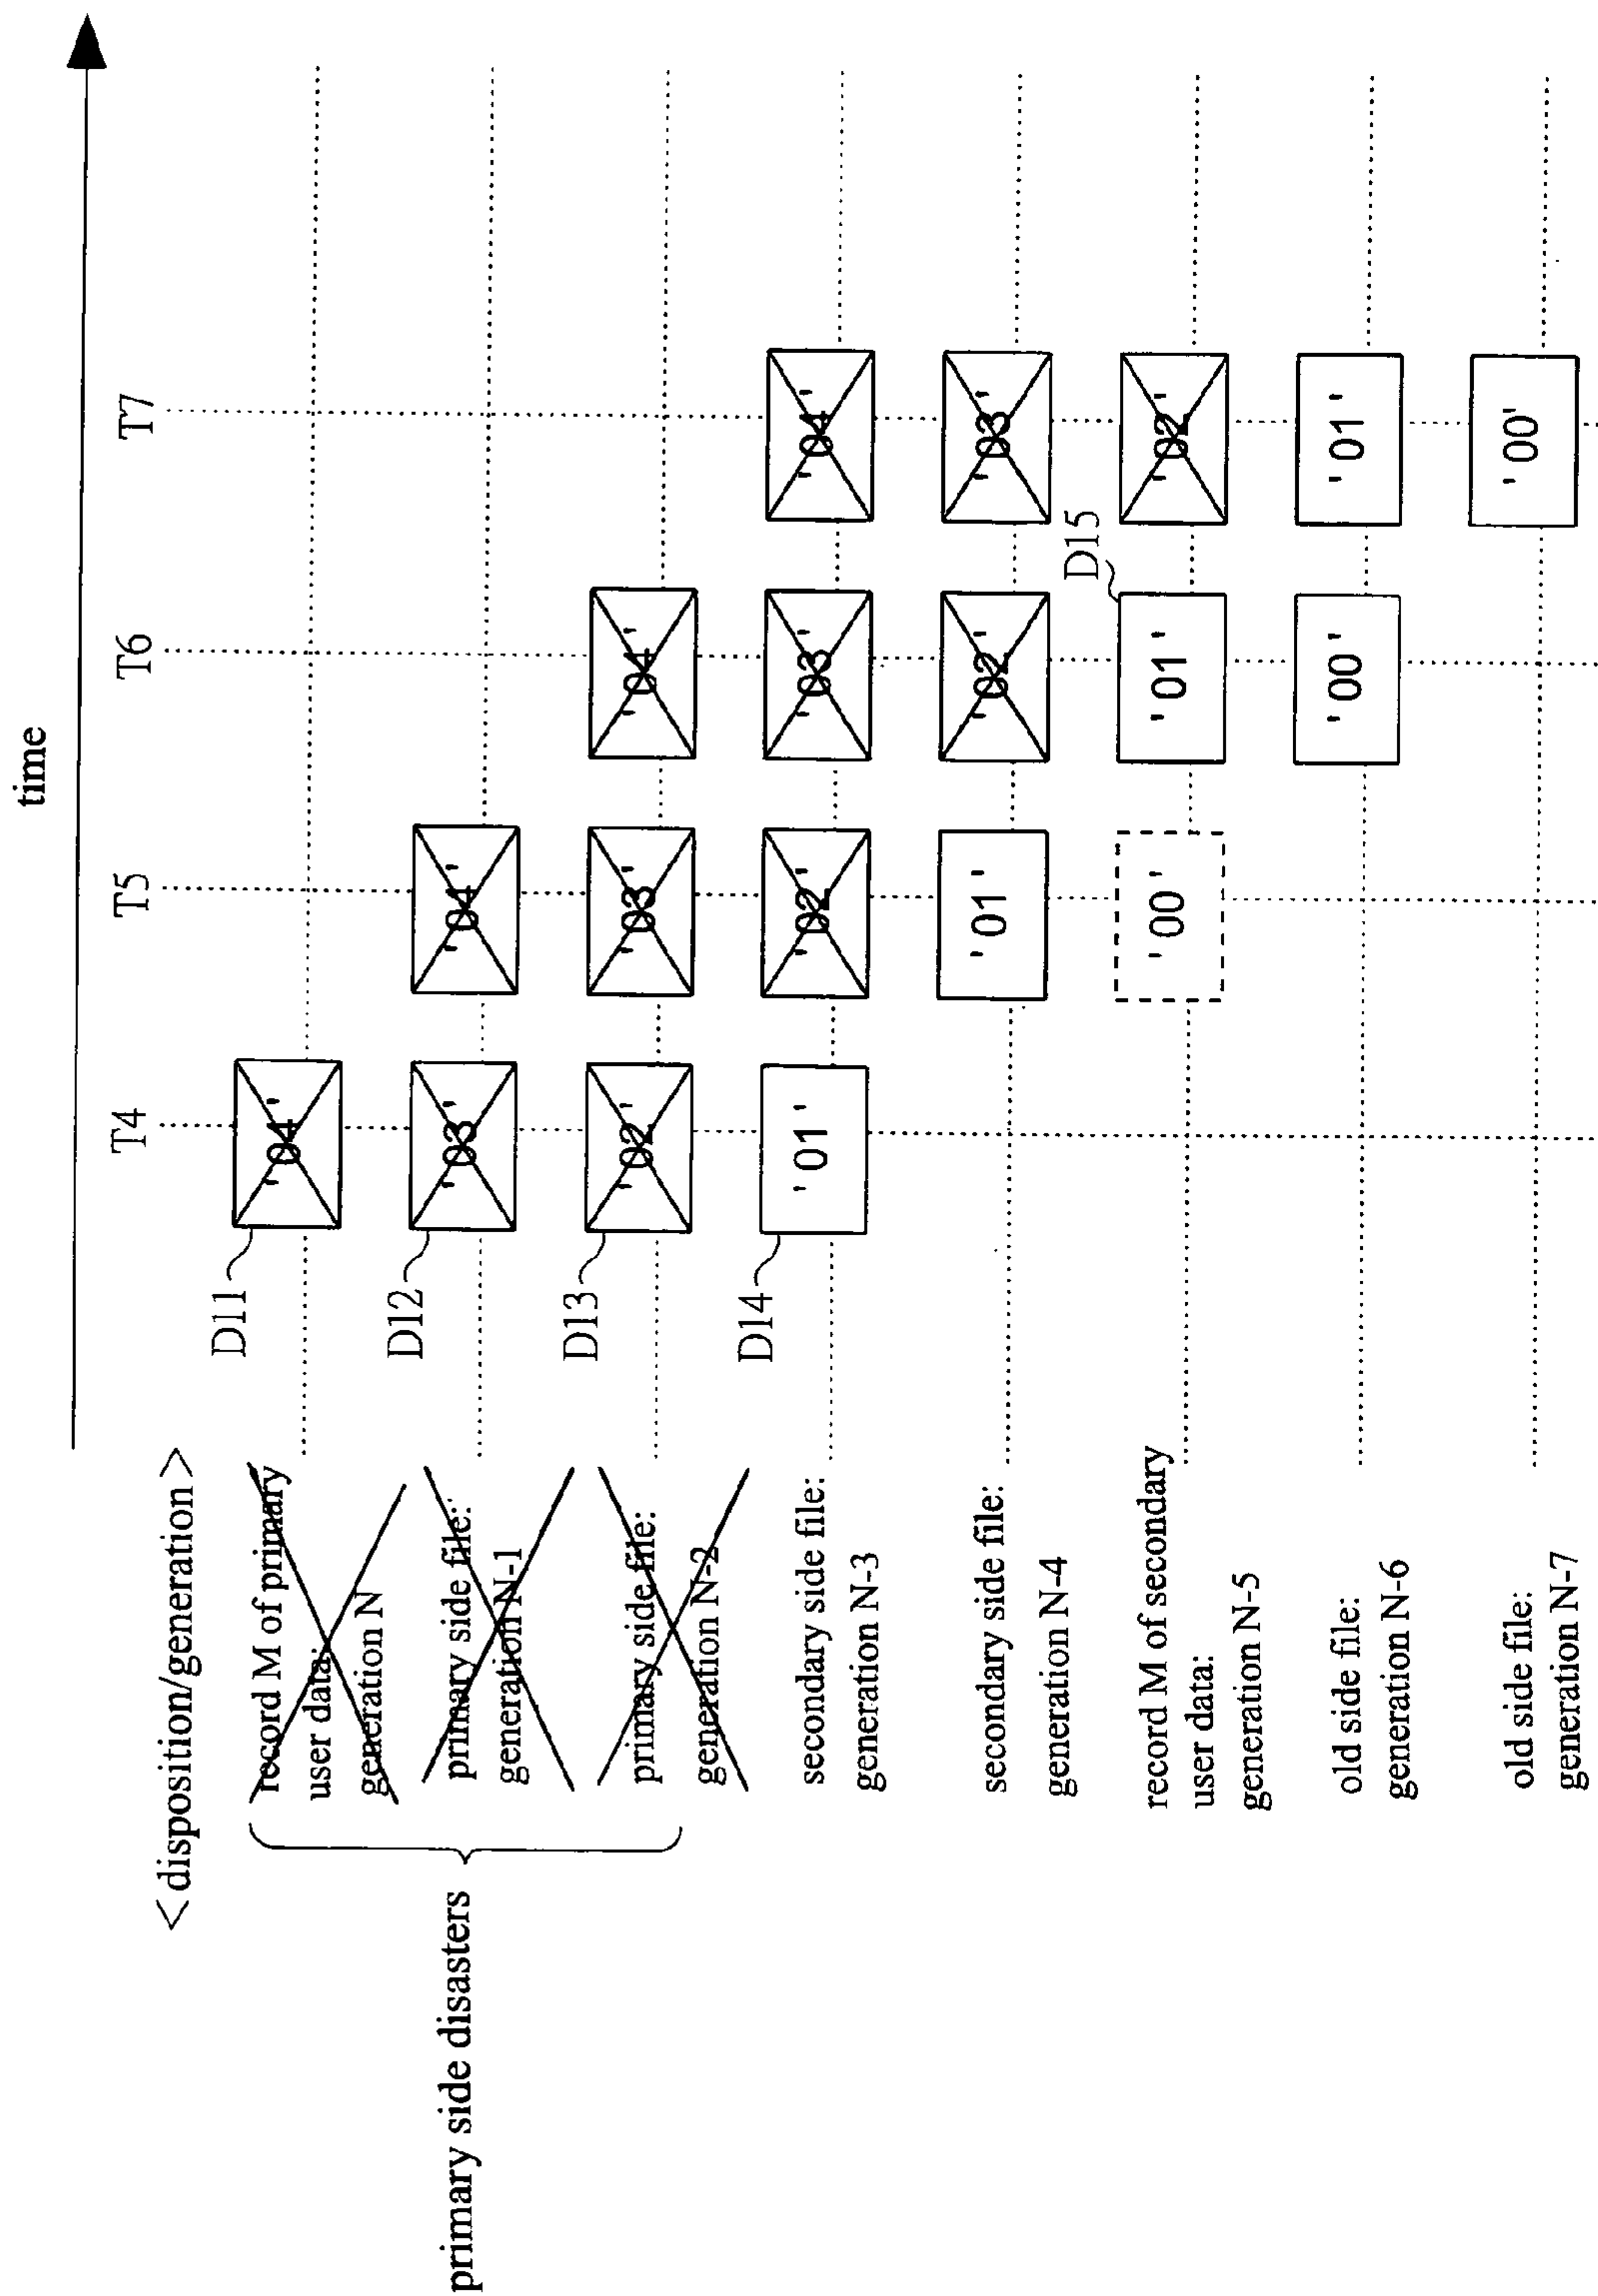 time
T4
T5
T6
T7
<disposition/generation>
primary side disasters
record M of primary
user data:
generation N
D11
'04'
primary side file:
generation N-1
D12
'03'
'04'
primary side file:
generation N-2
D13
'02'
'03'
'04'
secondary side file:
generation N-3
D14
'01'
'02'
'03'
'04'
secondary side file:
generation N-4
'01'
'02'
'03'
record M of secondary
user data:
generation N-5
'00'
D15
'01'
'02'
old side file:
generation N-6
'00'
'01'
old side file:
generation N-7
'00'